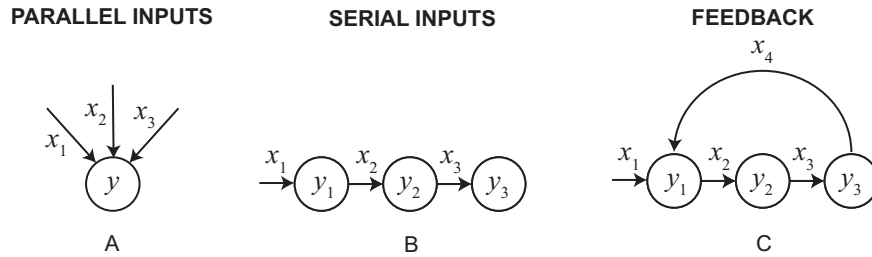 PARALLEL INPUTS
x₁
x₂
x₃
y
A
SERIAL INPUTS
x₁ x₂ x₃
y₁ y₂ y₃
B
FEEDBACK
x₄
x₁ x₂ x₃
y₁ y₂ y₃
C